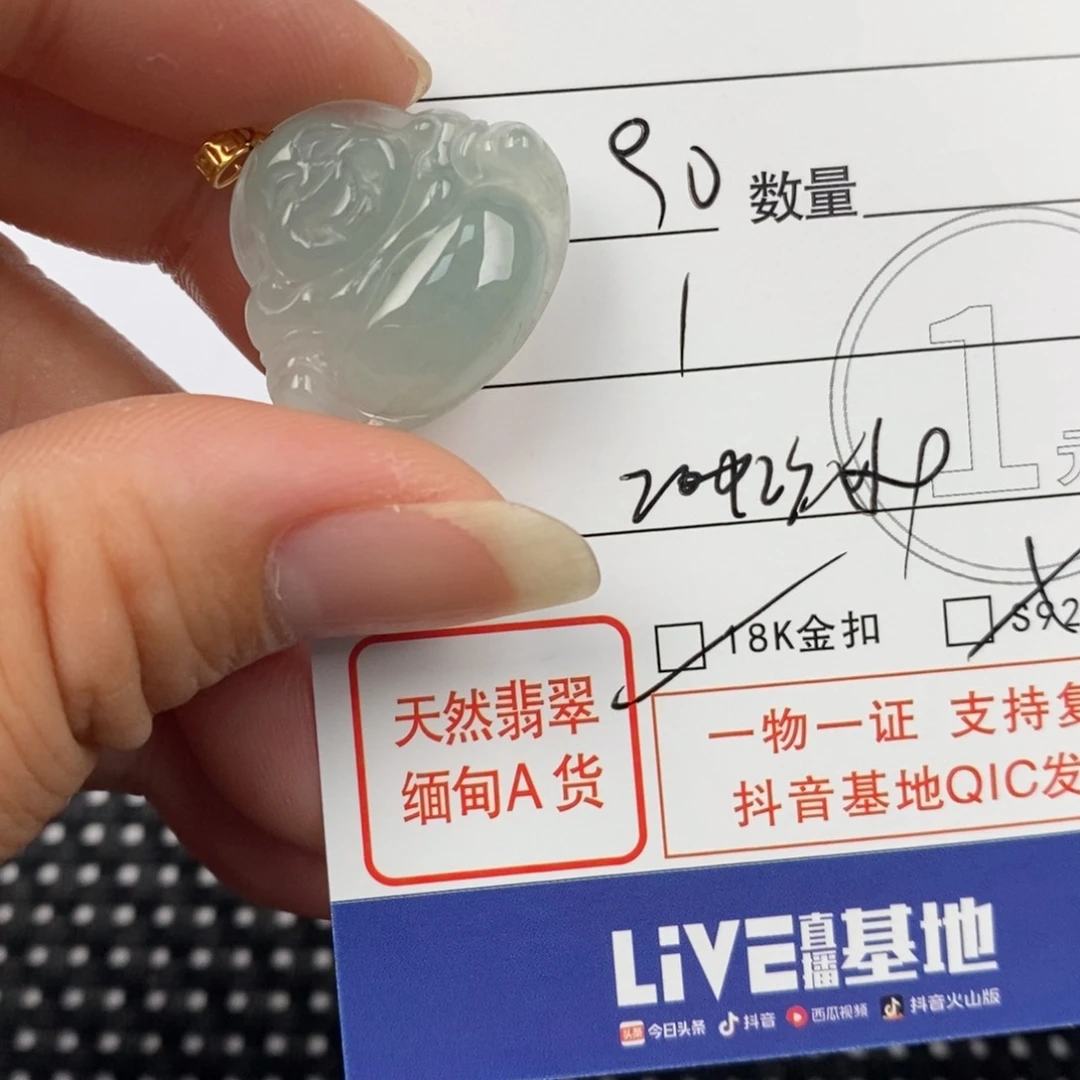 90 数量
1
1元
18K金扣 S92
天然翡翠
缅甸A货
一物一证 支持复
抖音基地QIC发
LiVE直播基地
今日头条 抖音 西瓜视频 抖音火山版